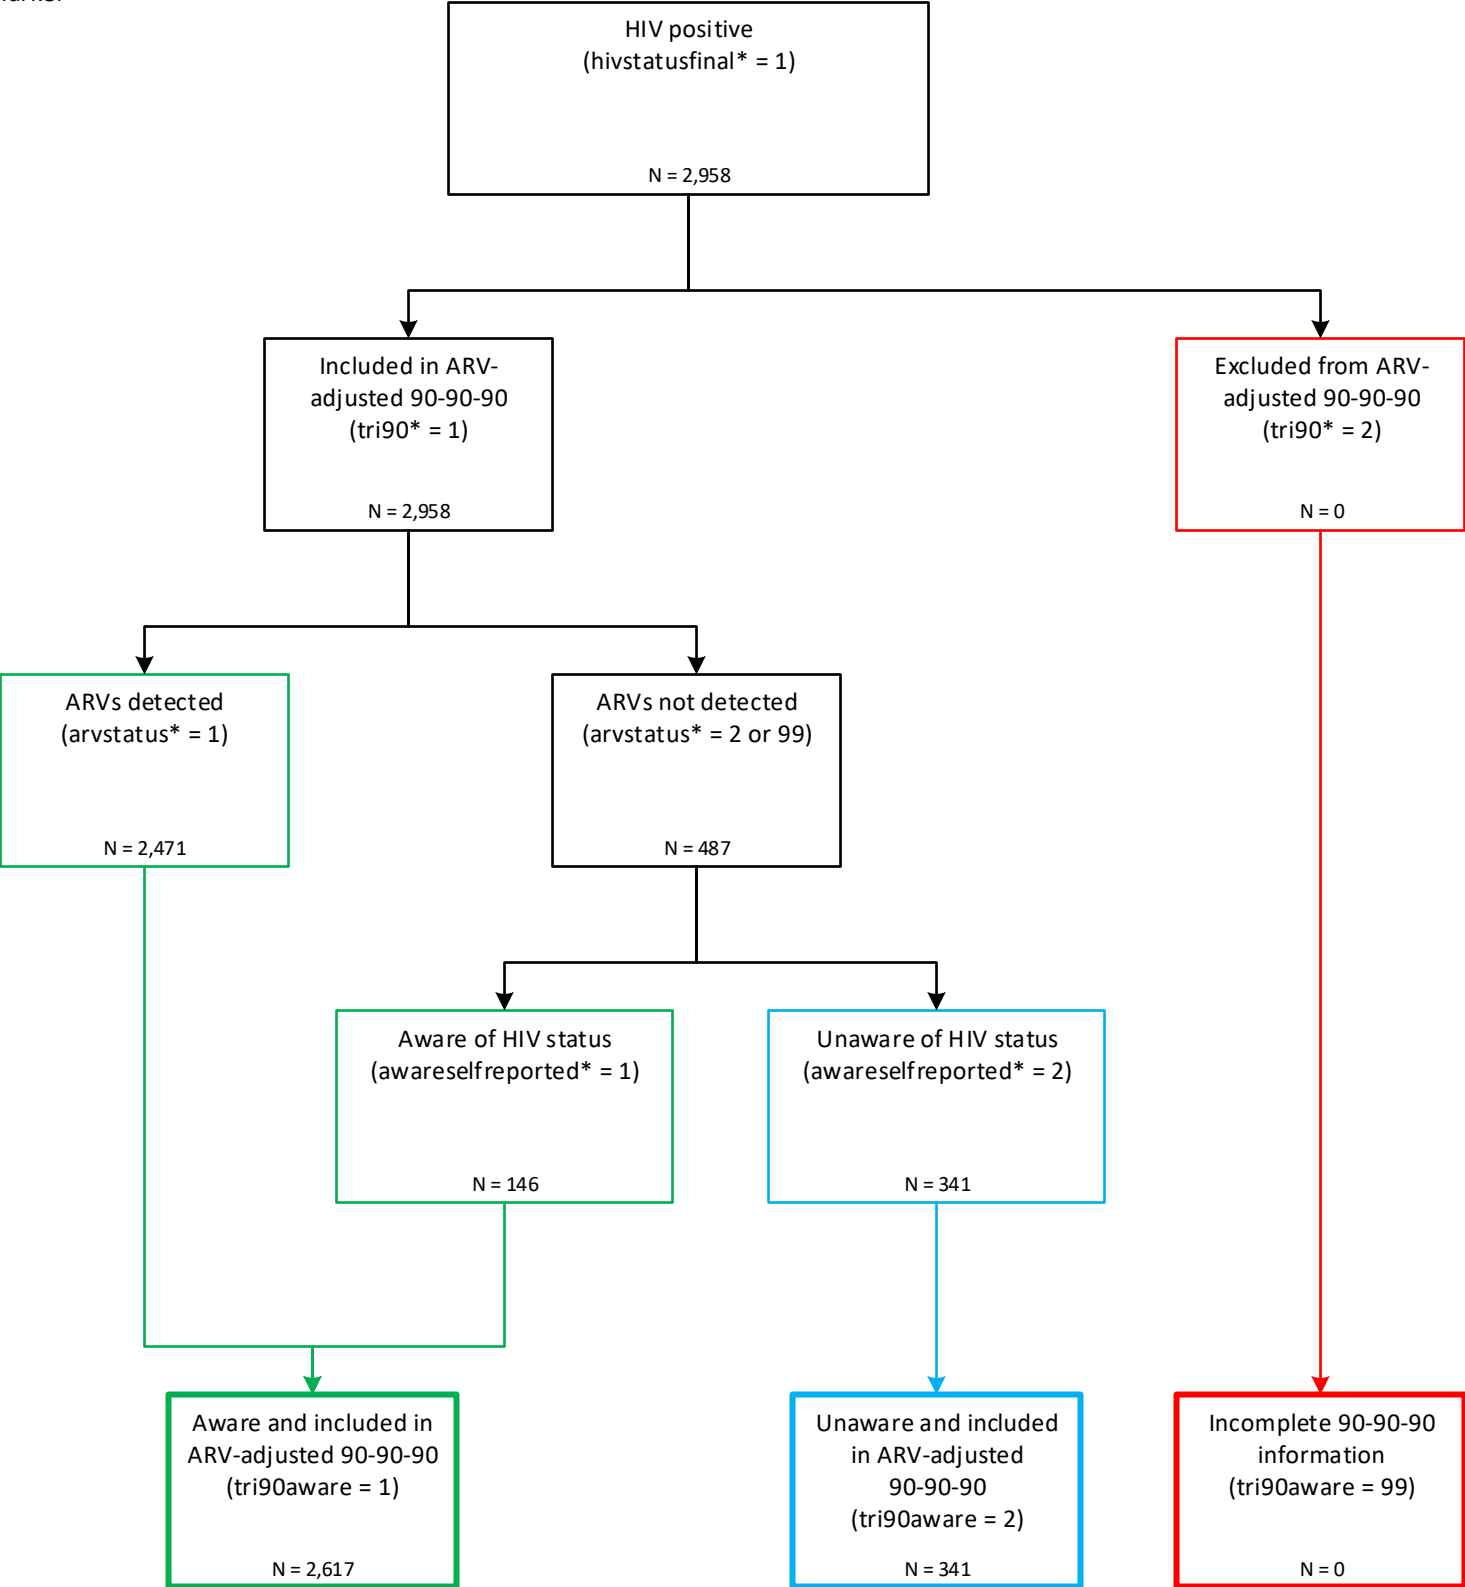 HIV positive
(hivstatusfinal* = 1)
N = 2,958
Included in ARV-
adjusted 90-90-90
(tri90* = 1)
N = 2,958
Excluded from ARV-
adjusted 90-90-90
(tri90* = 2)
N = 0
ARVs detected
(arvstatus* = 1)
N = 2,471
ARVs not detected
(arvstatus* = 2 or 99)
N = 487
Aware of HIV status
(awareselfreported* = 1)
N = 146
Unaware of HIV status
(awareselfreported* = 2)
N = 341
Aware and included in
ARV-adjusted 90-90-90
(tri90aware = 1)
N = 2,617
Unaware and included
in ARV-adjusted
90-90-90
(tri90aware = 2)
N = 341
Incomplete 90-90-90
information
(tri90aware = 99)
N = 0